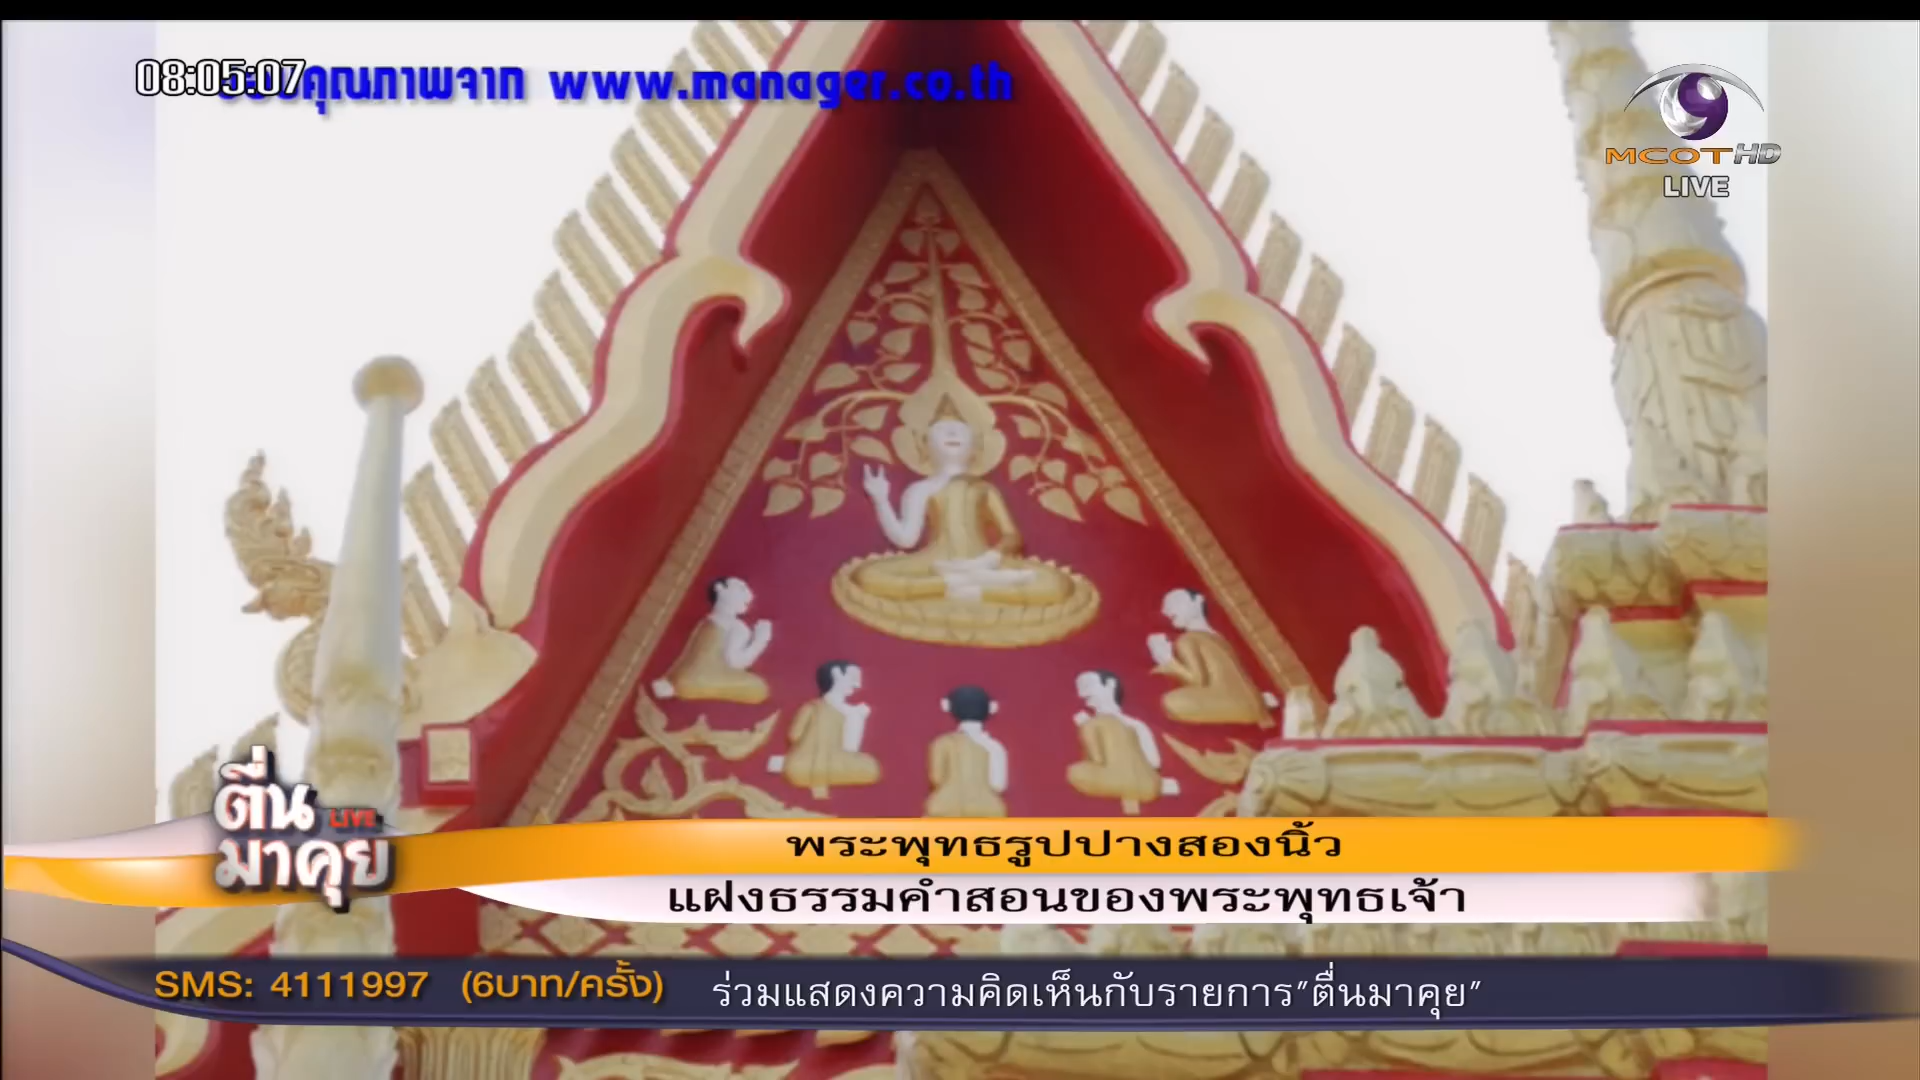 08:05:07
คุณภาพจาก www.manager.co.th
MCOT HD
LIVE
ตื่น LIVE
มาคุย
พระพุทธรูปปางสองนิ้ว
แฝงธรรมคำสอนของพระพุทธเจ้า
SMS: 4111997 (6บาท/ครั้ง) ร่วมแสดงความคิดเห็นกับรายการ"ตื่นมาคุย"